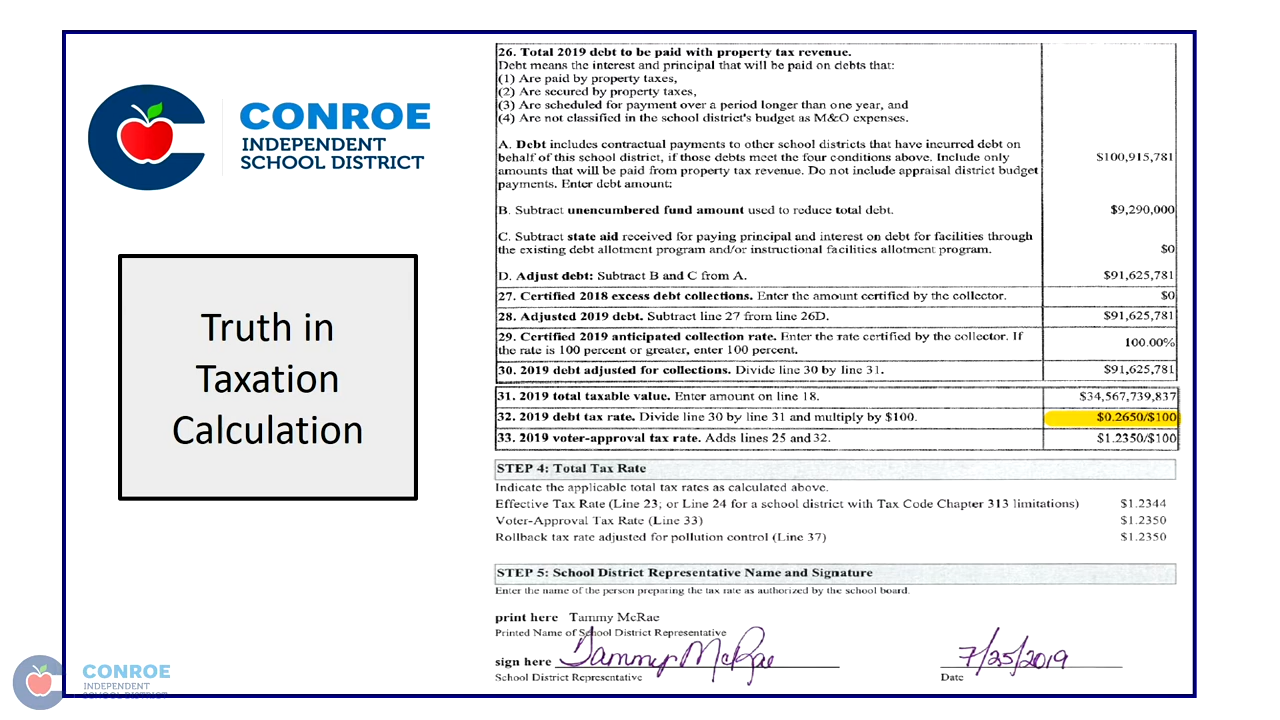 CONROE
INDEPENDENT
SCHOOL DISTRICT
Truth in
Taxation
Calculation
26. Total 2019 debt to be paid with property tax revenue.
Debt means the interest and principal that will be paid on debts that:
(1) Are paid by property taxes,
(2) Are secured by property taxes,
(3) Are scheduled for payment over a period longer than one year, and
(4) Are not classified in the school district's budget as M&O expenses.
A. Debt includes contractual payments to other school districts that have incurred debt on
behalf of this school district, if those debts meet the four conditions above. Include only
amounts that will be paid from property tax revenue. Do not include appraisal district budget
payments. Enter debt amount:
$100,915,781
B. Subtract unencumbered fund amount used to reduce total debt.
$9,290,000
C. Subtract state aid received for paying principal and interest on debt for facilities through
the existing debt allotment program and/or instructional facilities allotment program.
$0
D. Adjust debt: Subtract B and C from A.
$91,625,781
27. Certified 2018 excess debt collections. Enter the amount certified by the collector.
$0
28. Adjusted 2019 debt. Subtract line 27 from line 26D.
$91,625,781
29. Certified 2019 anticipated collection rate. Enter the rate certified by the collector. If
the rate is 100 percent or greater, enter 100 percent.
100.00%
30. 2019 debt adjusted for collections. Divide line 30 by line 31.
$91,625,781
31. 2019 total taxable value. Enter amount on line 18.
$34,567,739,837
32. 2019 debt tax rate. Divide line 30 by line 31 and multiply by $100.
$0.2650/$100
33. 2019 voter-approval tax rate. Adds lines 25 and 32.
$1.2350/$100
STEP 4: Total Tax Rate
Indicate the applicable total tax rates as calculated above.
Effective Tax Rate (Line 23; or Line 24 for a school district with Tax Code Chapter 313 limitations) $1.2344
Voter-Approval Tax Rate (Line 33) $1.2350
Rollback tax rate adjusted for pollution control (Line 37) $1.2350
STEP 5: School District Representative Name and Signature
Enter the name of the person preparing the tax rate as authorized by the school board.
print here Tammy McRae
Printed Name of School District Representative
sign here Tammy McRae 7/25/2019
School District Representative Date
CONROE
INDEPENDENT
SCHOOL DISTRICT